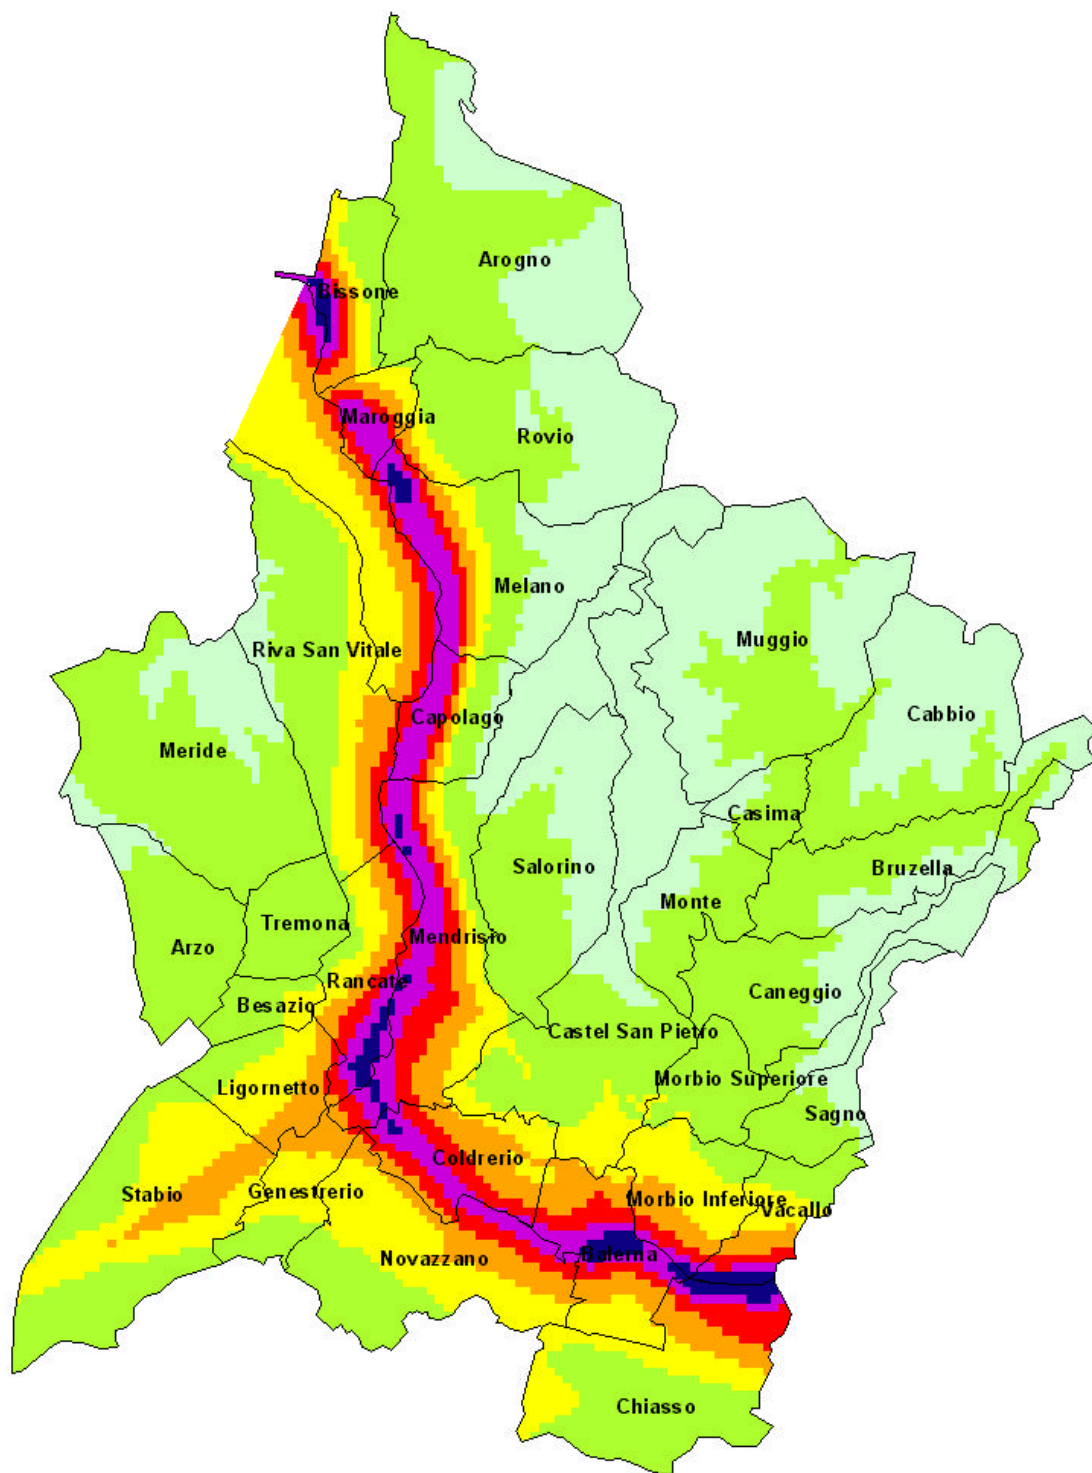 Arogno
Bissone
Maroggia
Rovio
Melano
Muggio
Riva San Vitale
Capolago
Cabbio
Meride
Casima
Salorino
Bruzella
Monte
Tremona
Mendrisio
Arzo
Rancate
Caneggio
Besazio
Castel San Pietro
Morbio Superiore
Ligornetto
Sagno
Coldrerio
Stabio
Genestrerio
Morbio Inferiore
Vacallo
Novazzano
Balerna
Chiasso